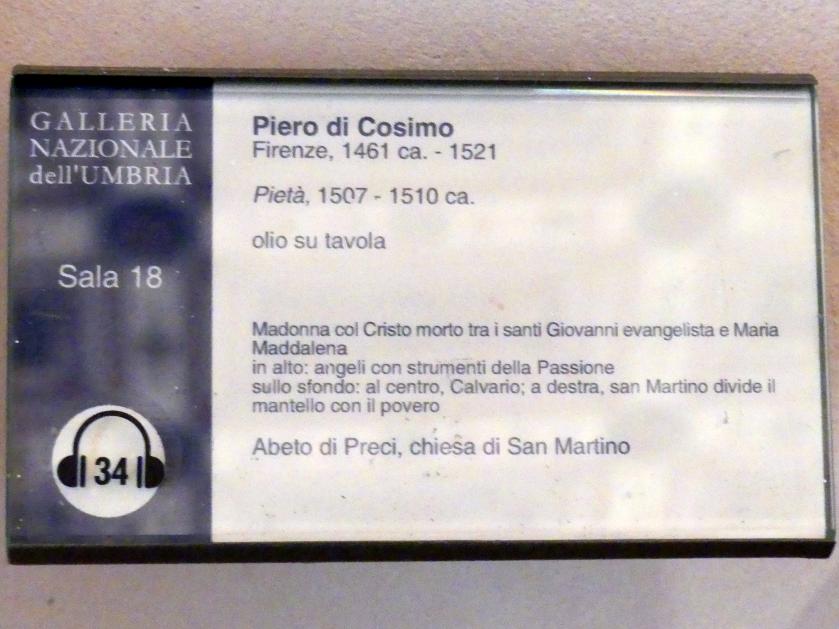 GALLERIA
NAZIONALE
dell'UMBRIA
Sala 18
34
Piero di Cosimo
Firenze, 1461 ca. - 1521
Pietà, 1507 - 1510 ca.
olio su tavola
Madonna col Cristo morto tra i santi Giovanni evangelista e Maria
Maddalena
in alto: angeli con strumenti della Passione
sullo sfondo: al centro, Calvario; a destra, san Martino divide il
mantello con il povero
Abeto di Preci, chiesa di San Martino